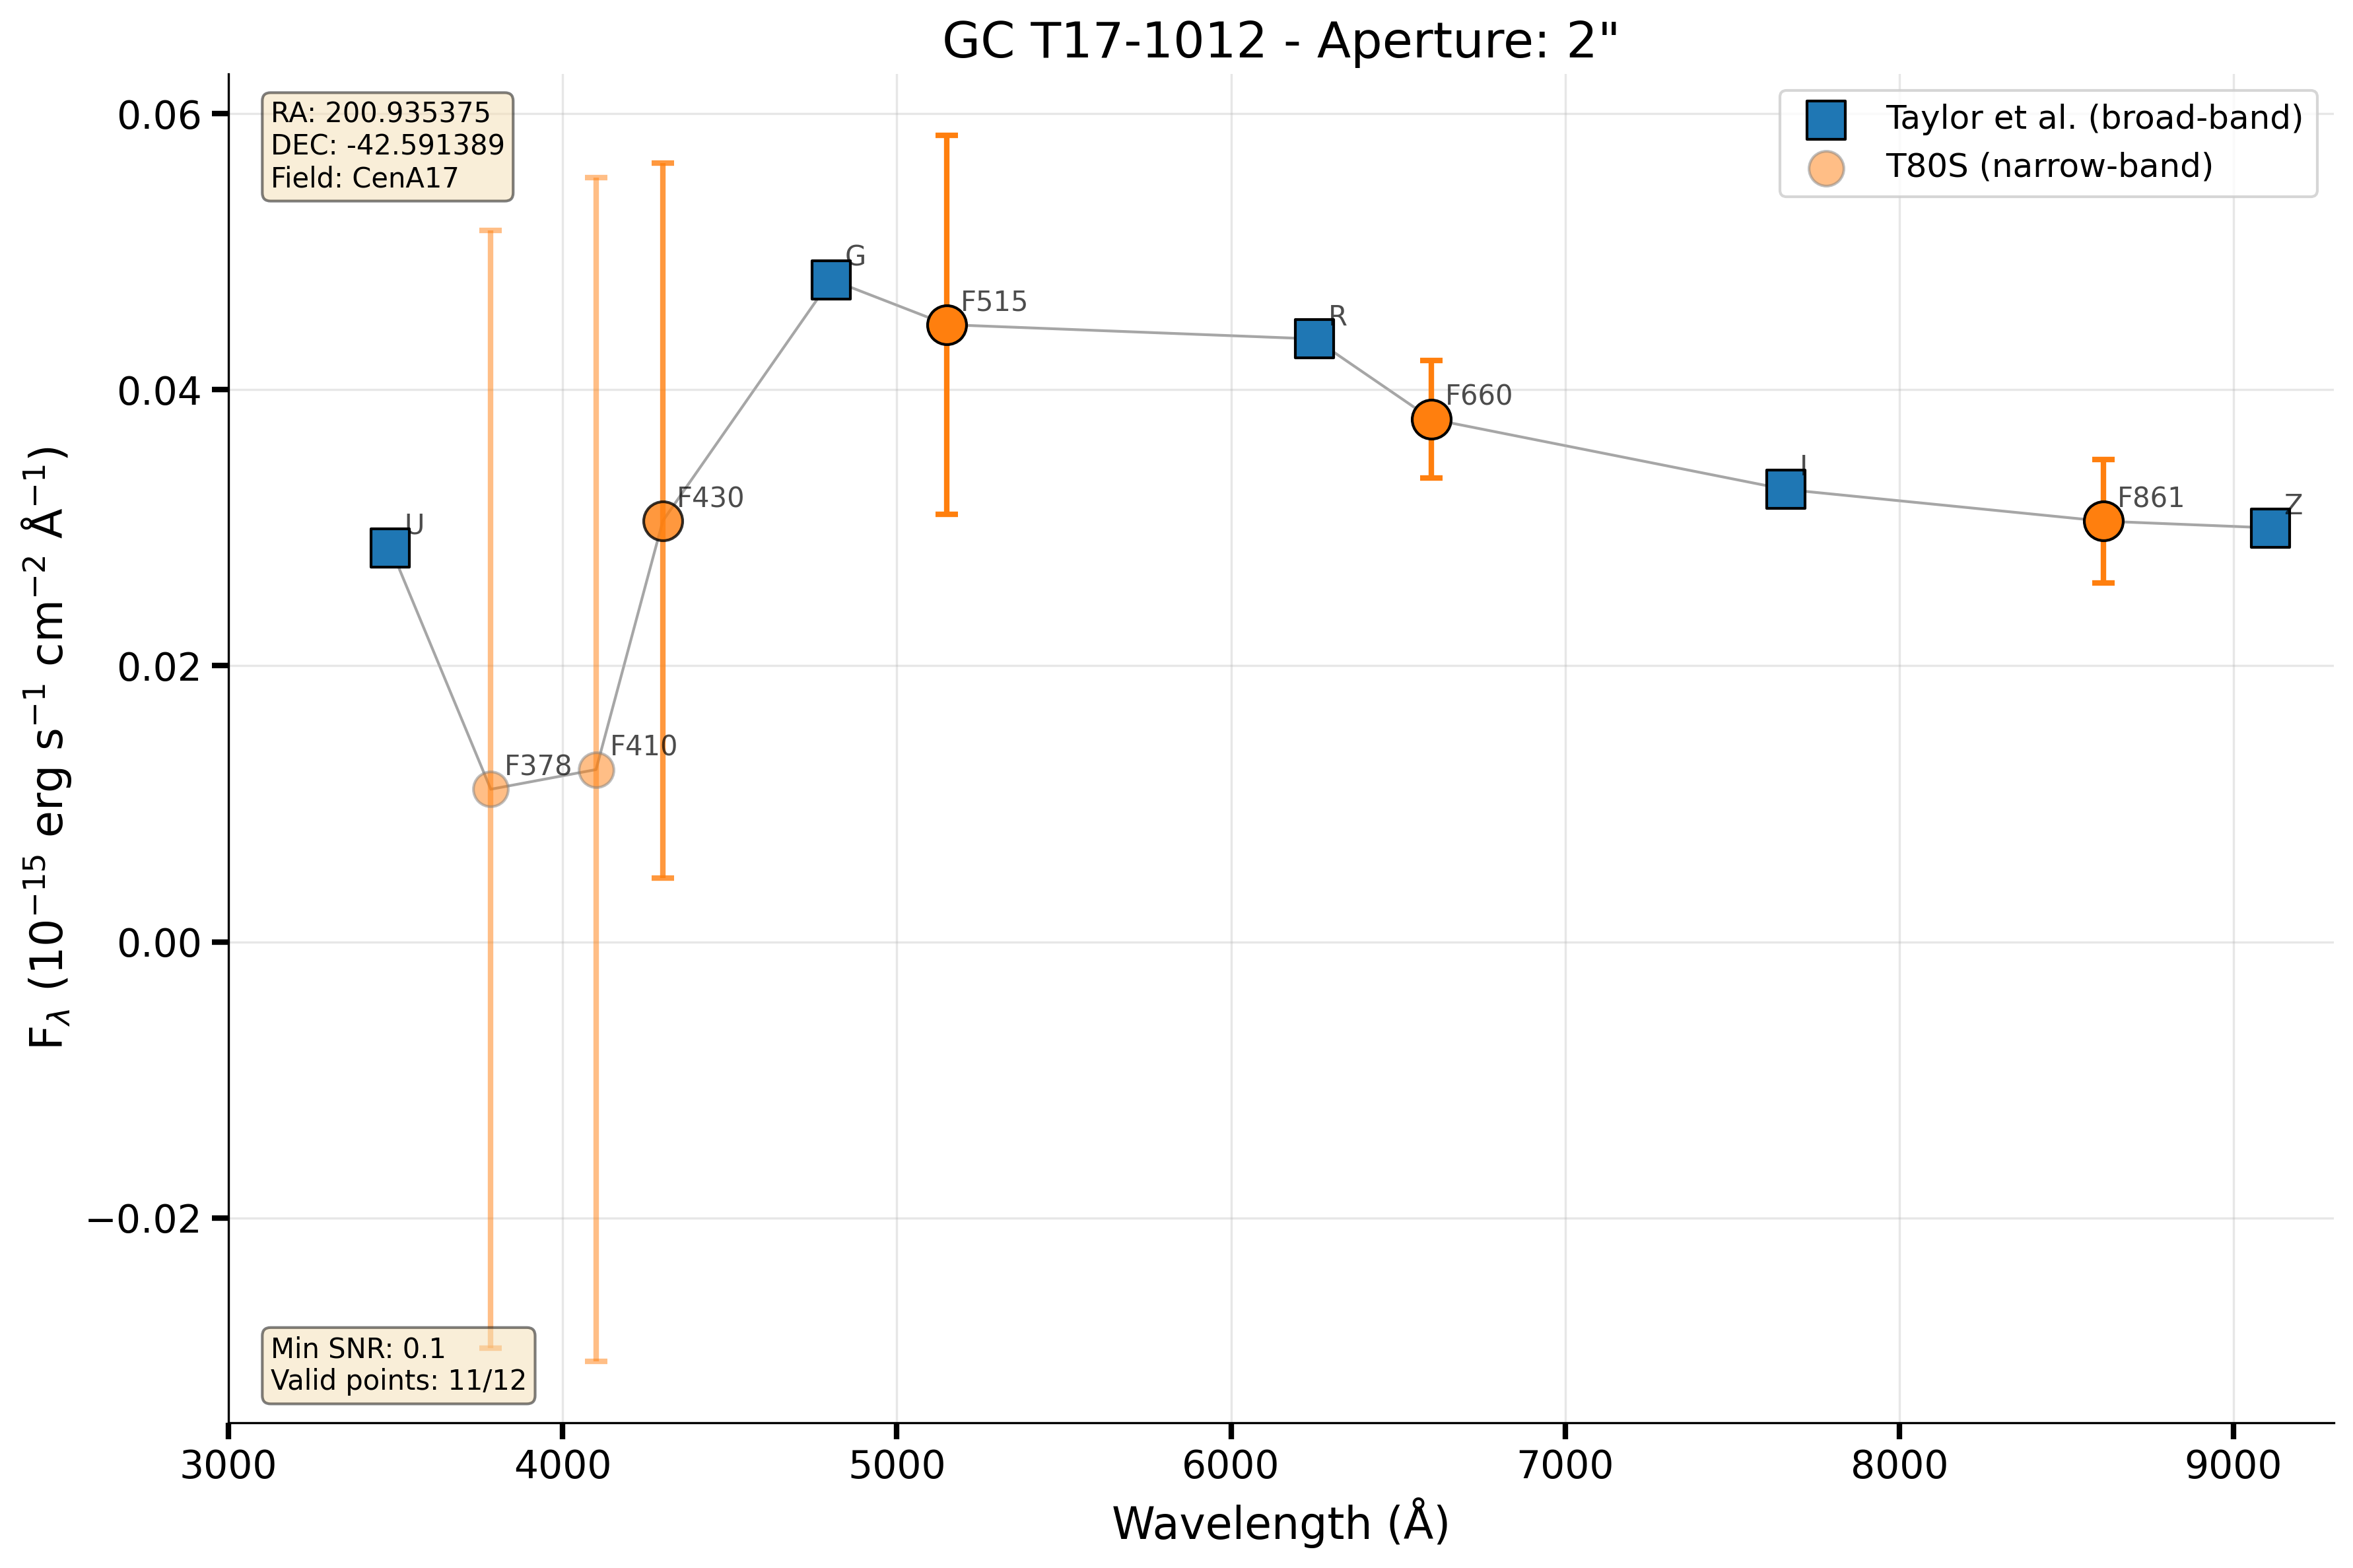 GC T17-1012 - Aperture: 2"
RA: 200.935375
DEC: -42.591389
Field: CenA17
Taylor et al. (broad-band)
T80S (narrow-band)
0.06
0.04
0.02
0.00
−0.02
F$_{λ}$ (10$^{−15}$ erg s$^{−1}$ cm$^{−2}$ Å$^{−1}$)
U
F378
F410
F430
G
F515
R
F660
I
F861
Z
Min SNR: 0.1
Valid points: 11/12
3000 4000 5000 6000 7000 8000 9000
Wavelength (Å)